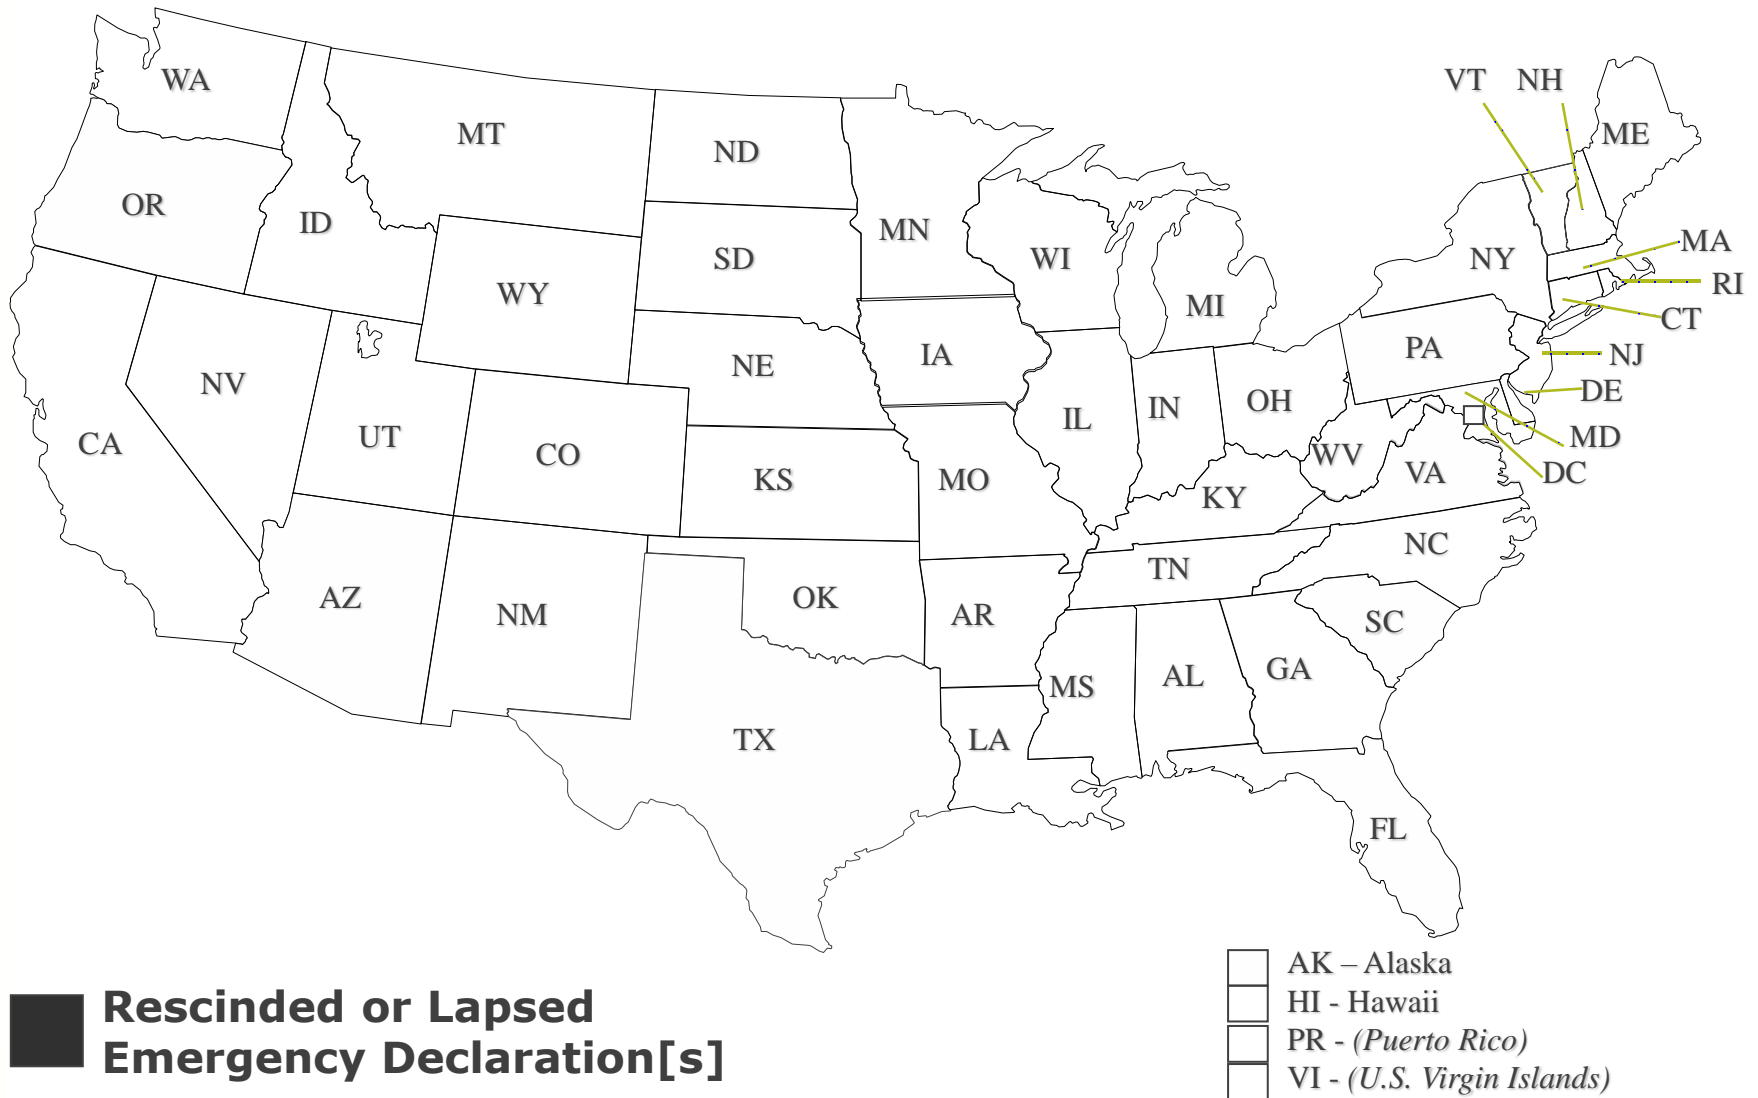 WA
MT
ND
MN
VT
NH
ME
OR
ID
SD
WI
NY
MA
WY
MI
RI
CT
NV
NE
IA
PA
NJ
CA
UT
CO
KS
MO
IL
IN
OH
DE
WV
MD
VA
DC
KY
AZ
NM
OK
AR
TN
NC
SC
TX
LA
MS
AL
GA
FL
AK – Alaska
HI - Hawaii
PR - (Puerto Rico)
VI - (U.S. Virgin Islands)
Rescinded or Lapsed
Emergency Declaration[s]